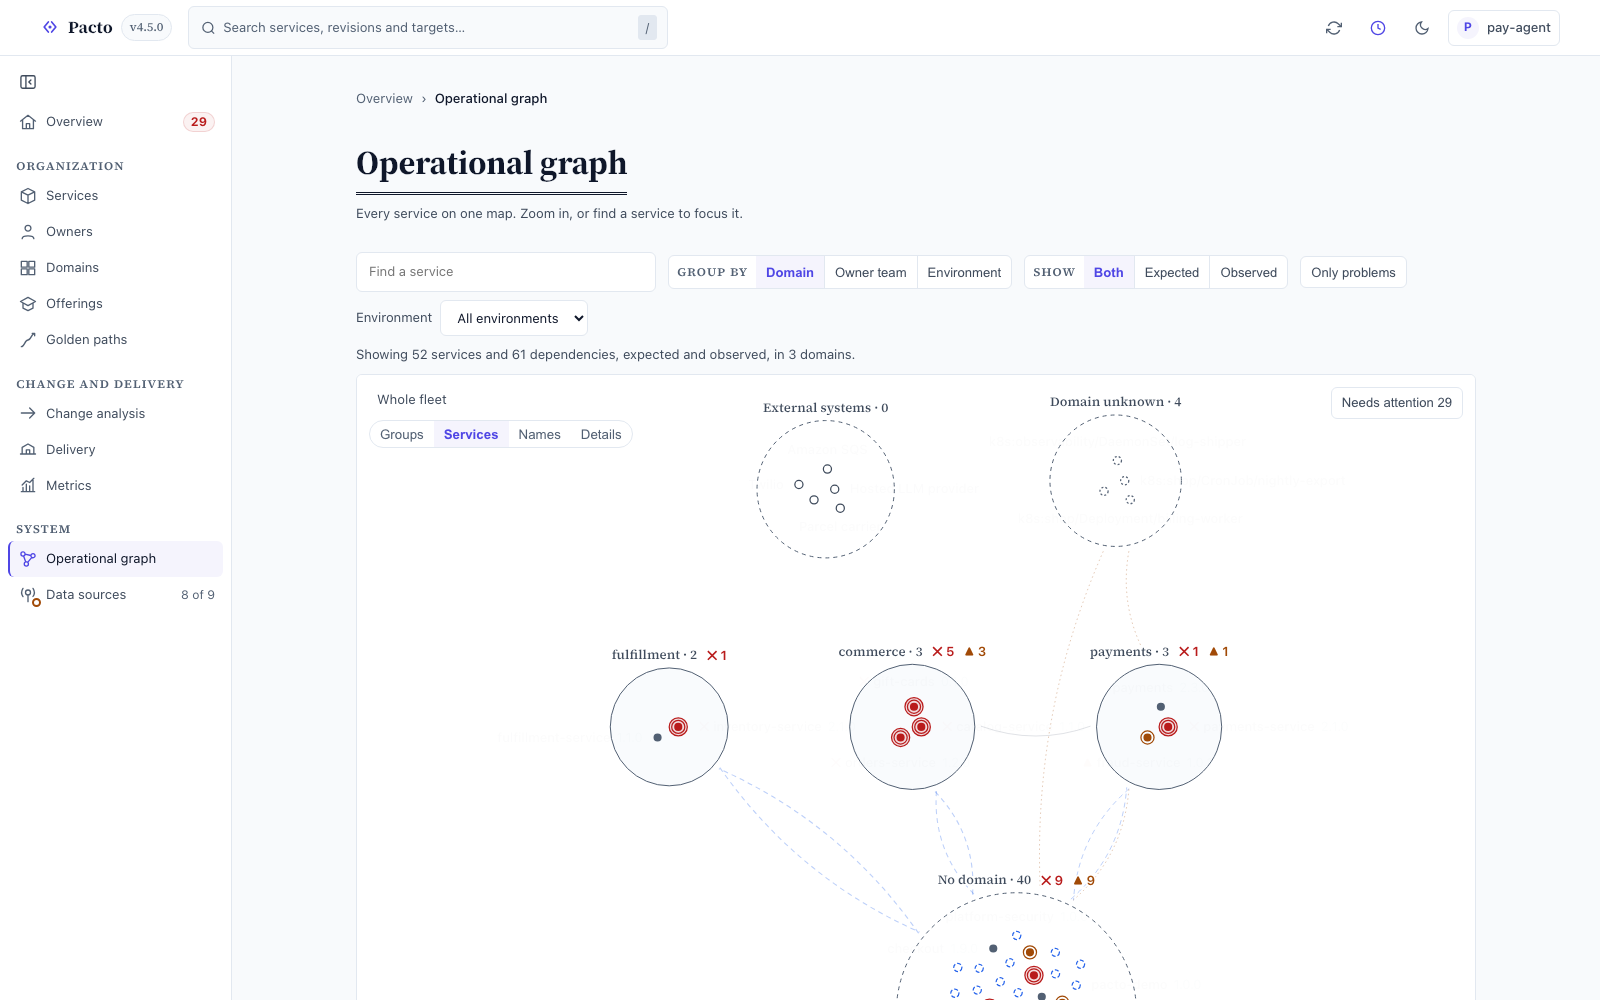 Pacto
v4.5.0
Search services, revisions and targets...
/
P
pay-agent
Overview
29
ORGANIZATION
Services
Owners
Domains
Offerings
Golden paths
CHANGE AND DELIVERY
Change analysis
Delivery
Metrics
SYSTEM
Operational graph
Data sources
8 of 9
Overview › Operational graph
Operational graph
Every service on one map. Zoom in, or find a service to focus it.
Find a service
GROUP BY Domain Owner team Environment
SHOW Both Expected Observed
Only problems
Environment All environments
Showing 52 services and 61 dependencies, expected and observed, in 3 domains.
Whole fleet
Groups Services Names Details
External systems · 0
Domain unknown · 4
Needs attention 29
fulfillment · 2 1
commerce · 3 5 3
payments · 3 1 1
No domain · 40 9 9